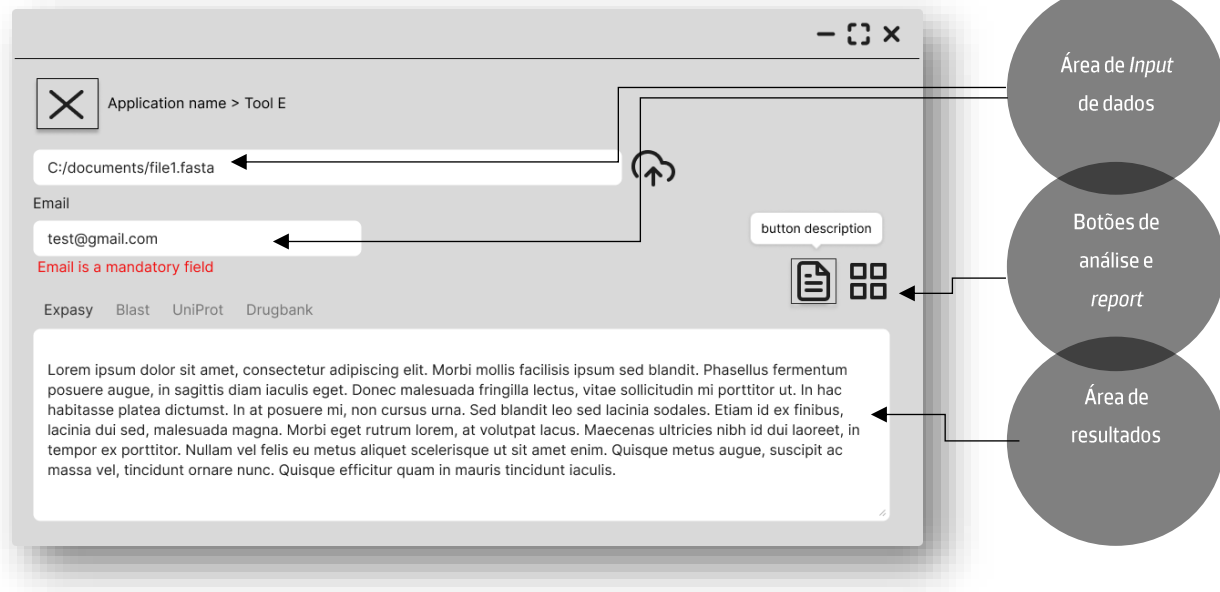 Application name > Tool E
C:/documents/file1.fasta
Email
test@gmail.com
Email is a mandatory field
button description
Expasy Blast UniProt Drugbank
Lorem ipsum dolor sit amet, consectetur adipiscing elit. Morbi mollis facilisis ipsum sed blandit. Phasellus fermentum
posuere augue, in sagittis diam iaculis eget. Donec malesuada fringilla lectus, vitae sollicitudin mi porttitor ut. In hac
habitasse platea dictumst. In at posuere mi, non cursus urna. Sed blandit leo sed lacinia sodales. Etiam id ex finibus,
lacinia dui sed, malesuada magna. Morbi eget rutrum lorem, at volutpat lacus. Maecenas ultricies nibh id dui laoreet, in
tempor ex porttitor. Nullam vel felis eu metus aliquet scelerisque ut sit amet enim. Quisque metus augue, suscipit ac
massa vel, tincidunt ornare nunc. Quisque efficitur quam in mauris tincidunt iaculis.
Área de Input
de dados
Botões de
análise e
report
Área de
resultados